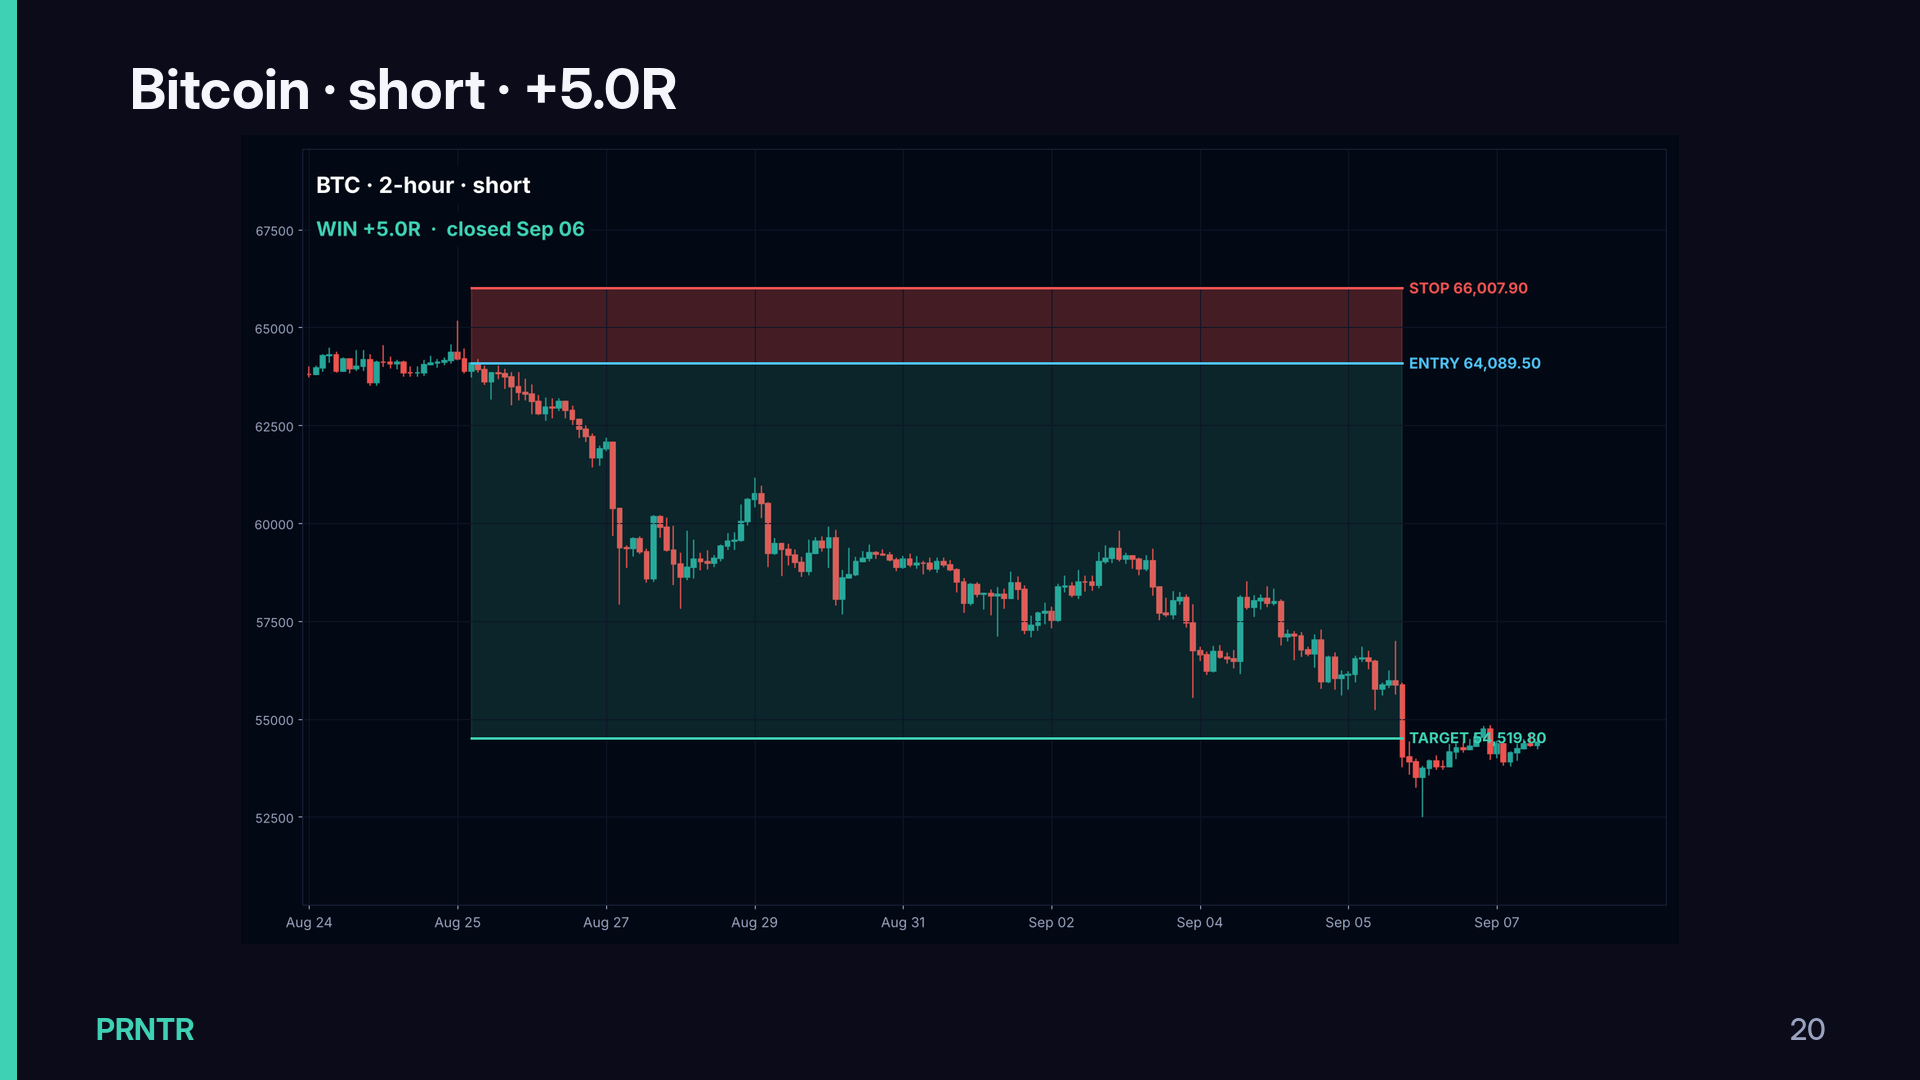 Bitcoin · short · +5.0R
BTC · 2-hour · short
WIN +5.0R · closed Sep 06
67500
65000
62500
60000
57500
55000
52500
STOP 66,007.90
ENTRY 64,089.50
TARGET 54,519.80
Aug 24 Aug 25 Aug 27 Aug 29 Aug 31 Sep 02 Sep 04 Sep 05 Sep 07
PRNTR
20